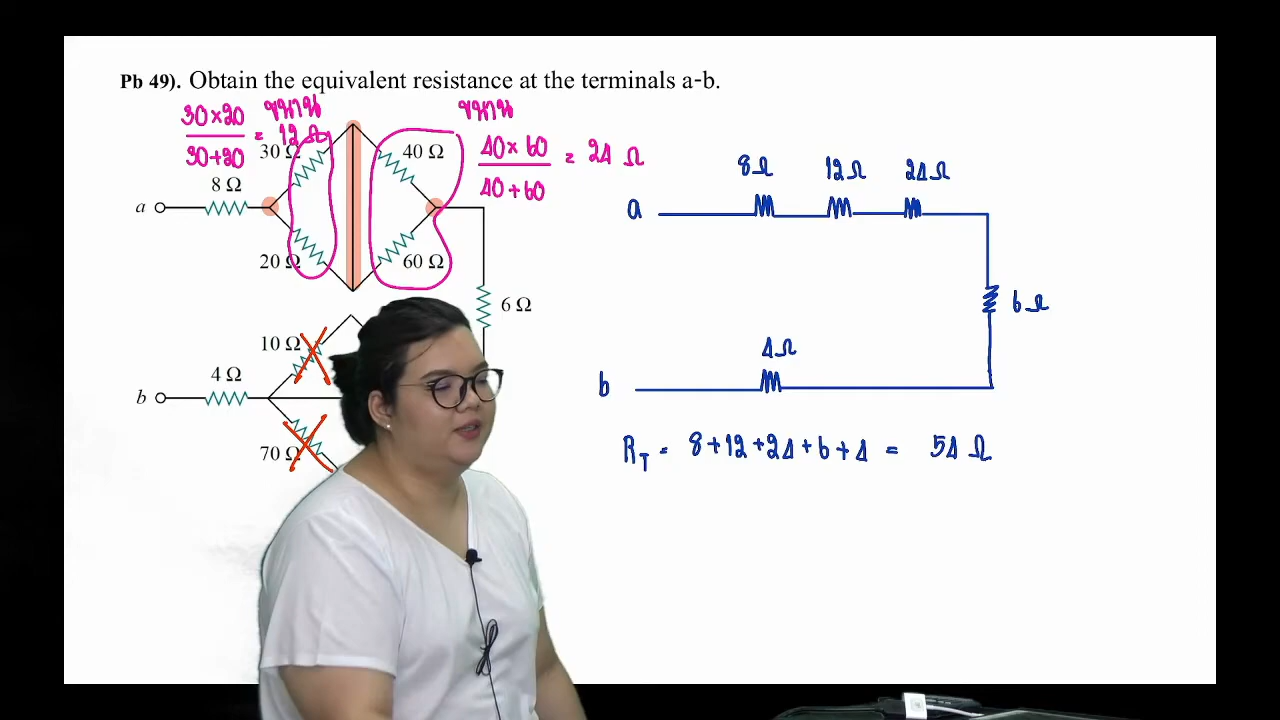 Pb 49). Obtain the equivalent resistance at the terminals a-b.
30×20
30+20
= 12 Ω
ขนาน
ขนาน
40×60
40+60
= 24 Ω
30 Ω
40 Ω
8 Ω
a
20 Ω
60 Ω
6 Ω
10 Ω
4 Ω
b
70 Ω
8Ω 12Ω 24Ω
a
6Ω
4Ω
b
R_T = 8+12+24+6+4 = 54 Ω